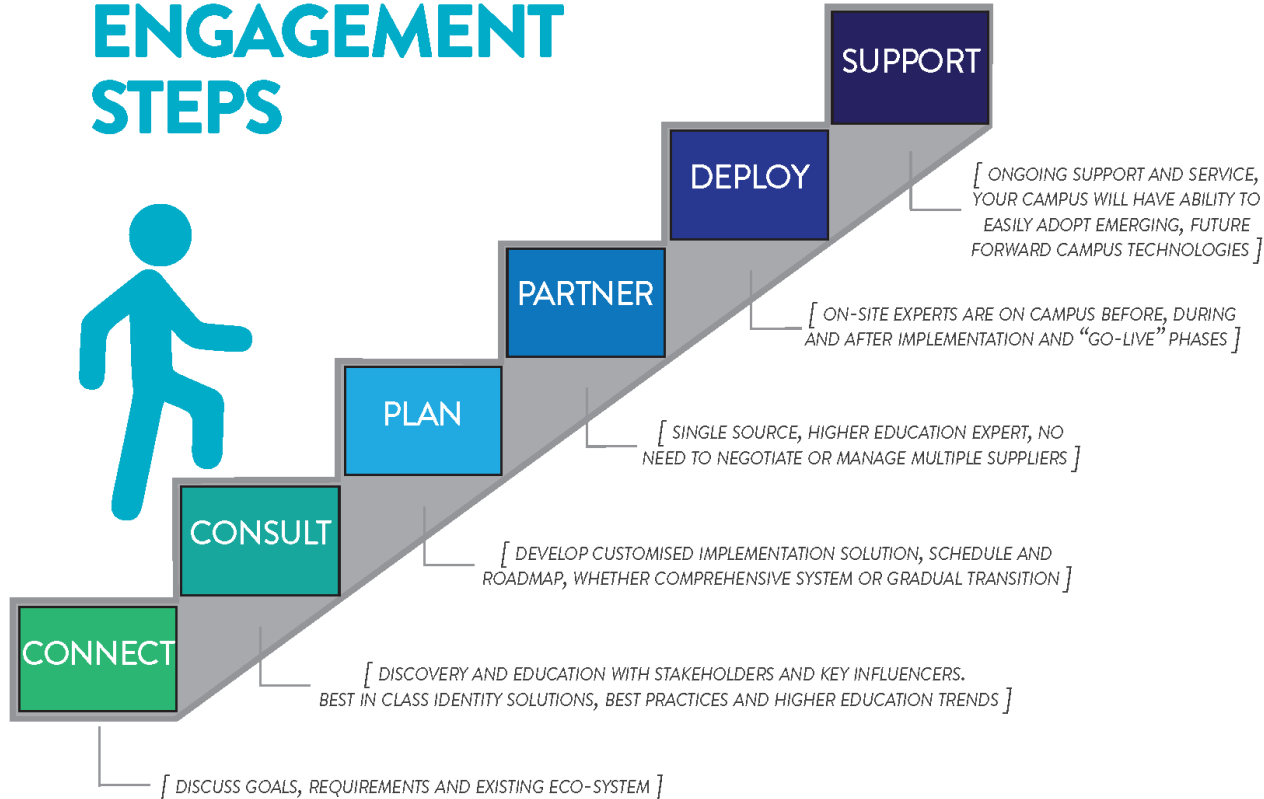 ENGAGEMENT
STEPS
SUPPORT
[ ONGOING SUPPORT AND SERVICE,
YOUR CAMPUS WILL HAVE ABILITY TO
EASILY ADOPT EMERGING, FUTURE
FORWARD CAMPUS TECHNOLOGIES ]
DEPLOY
[ ON-SITE EXPERTS ARE ON CAMPUS BEFORE, DURING
AND AFTER IMPLEMENTATION AND “GO-LIVE” PHASES ]
PARTNER
[ SINGLE SOURCE, HIGHER EDUCATION EXPERT, NO
NEED TO NEGOTIATE OR MANAGE MULTIPLE SUPPLIERS ]
PLAN
[ DEVELOP CUSTOMISED IMPLEMENTATION SOLUTION, SCHEDULE AND
ROADMAP, WHETHER COMPREHENSIVE SYSTEM OR GRADUAL TRANSITION ]
CONSULT
[ DISCOVERY AND EDUCATION WITH STAKEHOLDERS AND KEY INFLUENCERS.
BEST IN CLASS IDENTITY SOLUTIONS, BEST PRACTICES AND HIGHER EDUCATION TRENDS ]
CONNECT
[ DISCUSS GOALS, REQUIREMENTS AND EXISTING ECO-SYSTEM ]